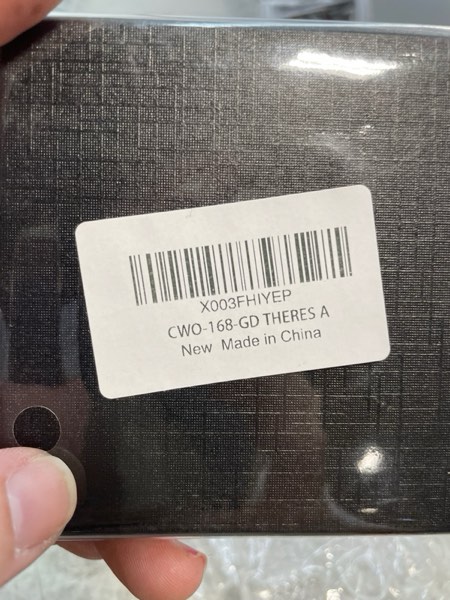 X003FHIYEP
CWO-168-GD THERES A
New Made in China